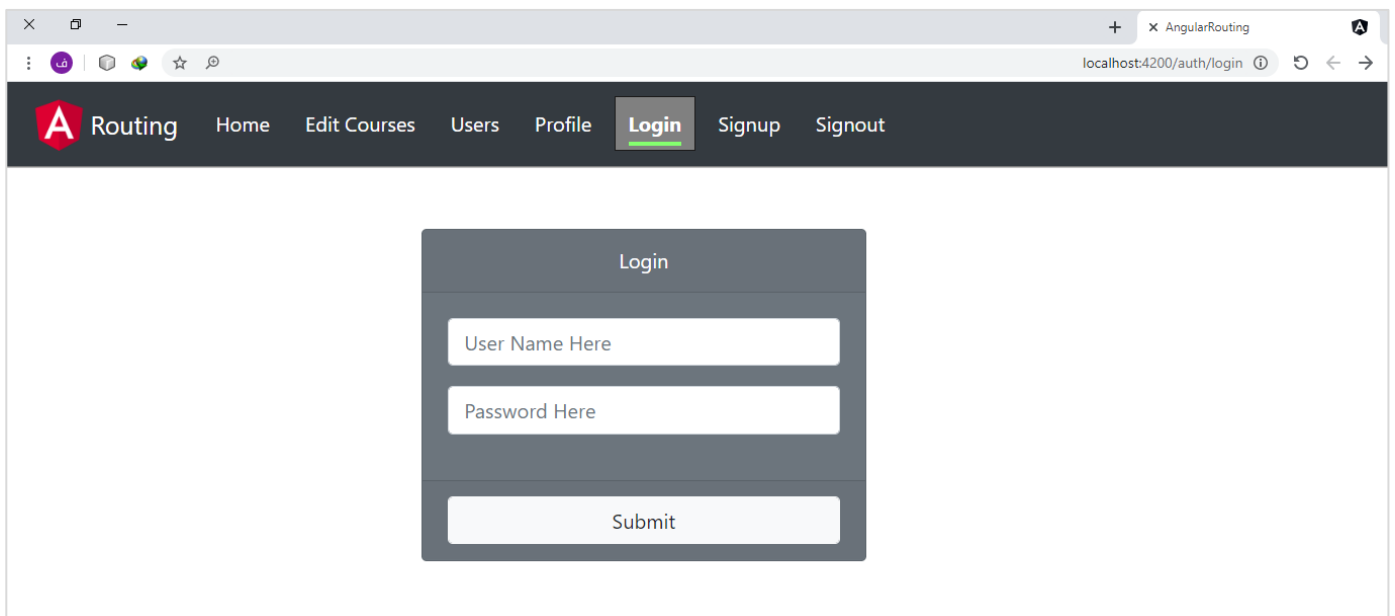 AngularRouting
localhost:4200/auth/login
ف
Routing Home Edit Courses Users Profile Login Signup Signout
Login
User Name Here
Password Here
Submit